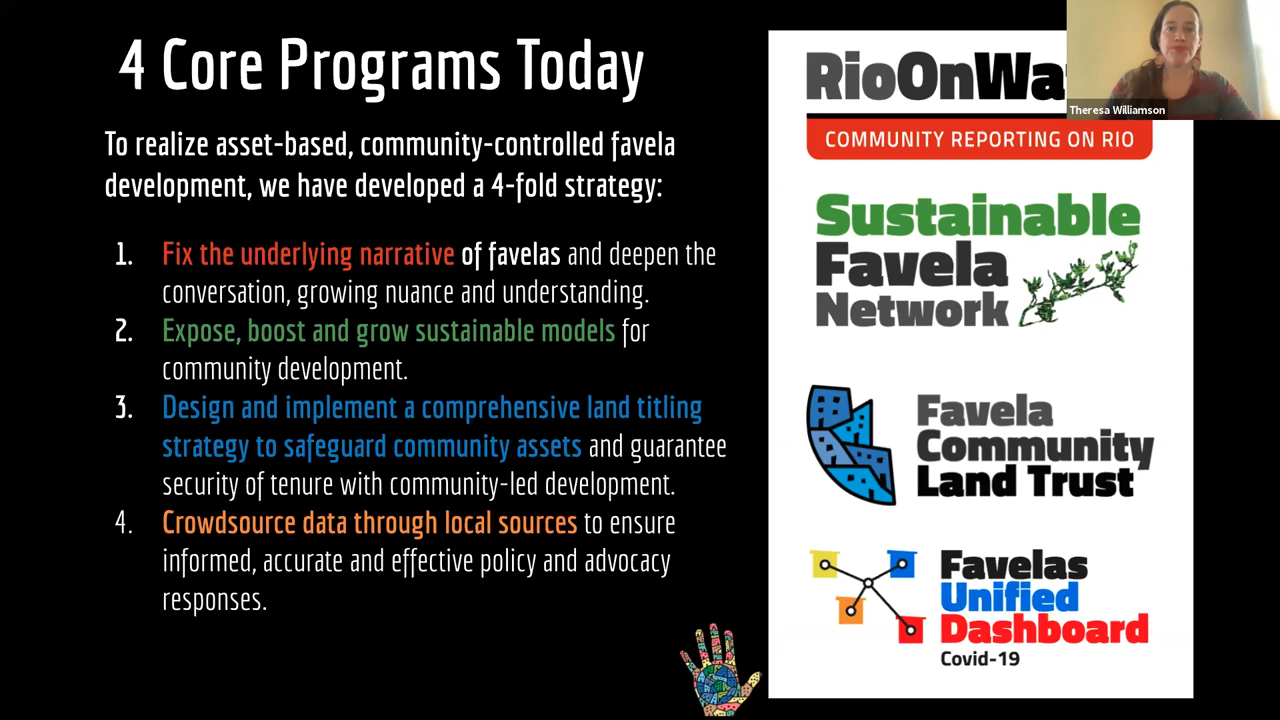 4 Core Programs Today
To realize asset-based, community-controlled favela
development, we have developed a 4-fold strategy:
1. Fix the underlying narrative of favelas and deepen the
conversation, growing nuance and understanding.
2. Expose, boost and grow sustainable models for
community development.
3. Design and implement a comprehensive land titling
strategy to safeguard community assets and guarantee
security of tenure with community-led development.
4. Crowdsource data through local sources to ensure
informed, accurate and effective policy and advocacy
responses.
RioOnWa
COMMUNITY REPORTING ON RIO
Sustainable
Favela
Network
Favela
Community
Land Trust
Favelas
Unified
Dashboard
Covid-19
Theresa Williamson